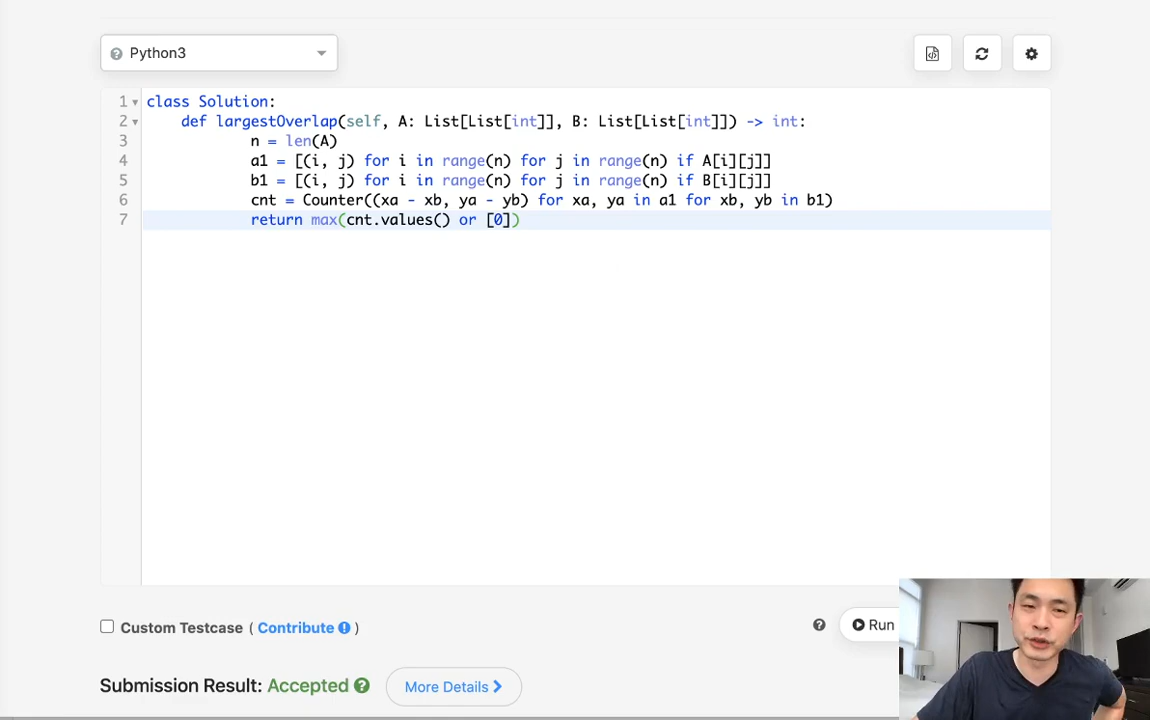 Python3
1 class Solution:
2 def largestOverlap(self, A: List[List[int]], B: List[List[int]]) -> int:
3 n = len(A)
4 a1 = [(i, j) for i in range(n) for j in range(n) if A[i][j]]
5 b1 = [(i, j) for i in range(n) for j in range(n) if B[i][j]]
6 cnt = Counter((xa - xb, ya - yb) for xa, ya in a1 for xb, yb in b1)
7 return max(cnt.values() or [0])
Custom Testcase ( Contribute )
Run
Submission Result: Accepted
More Details